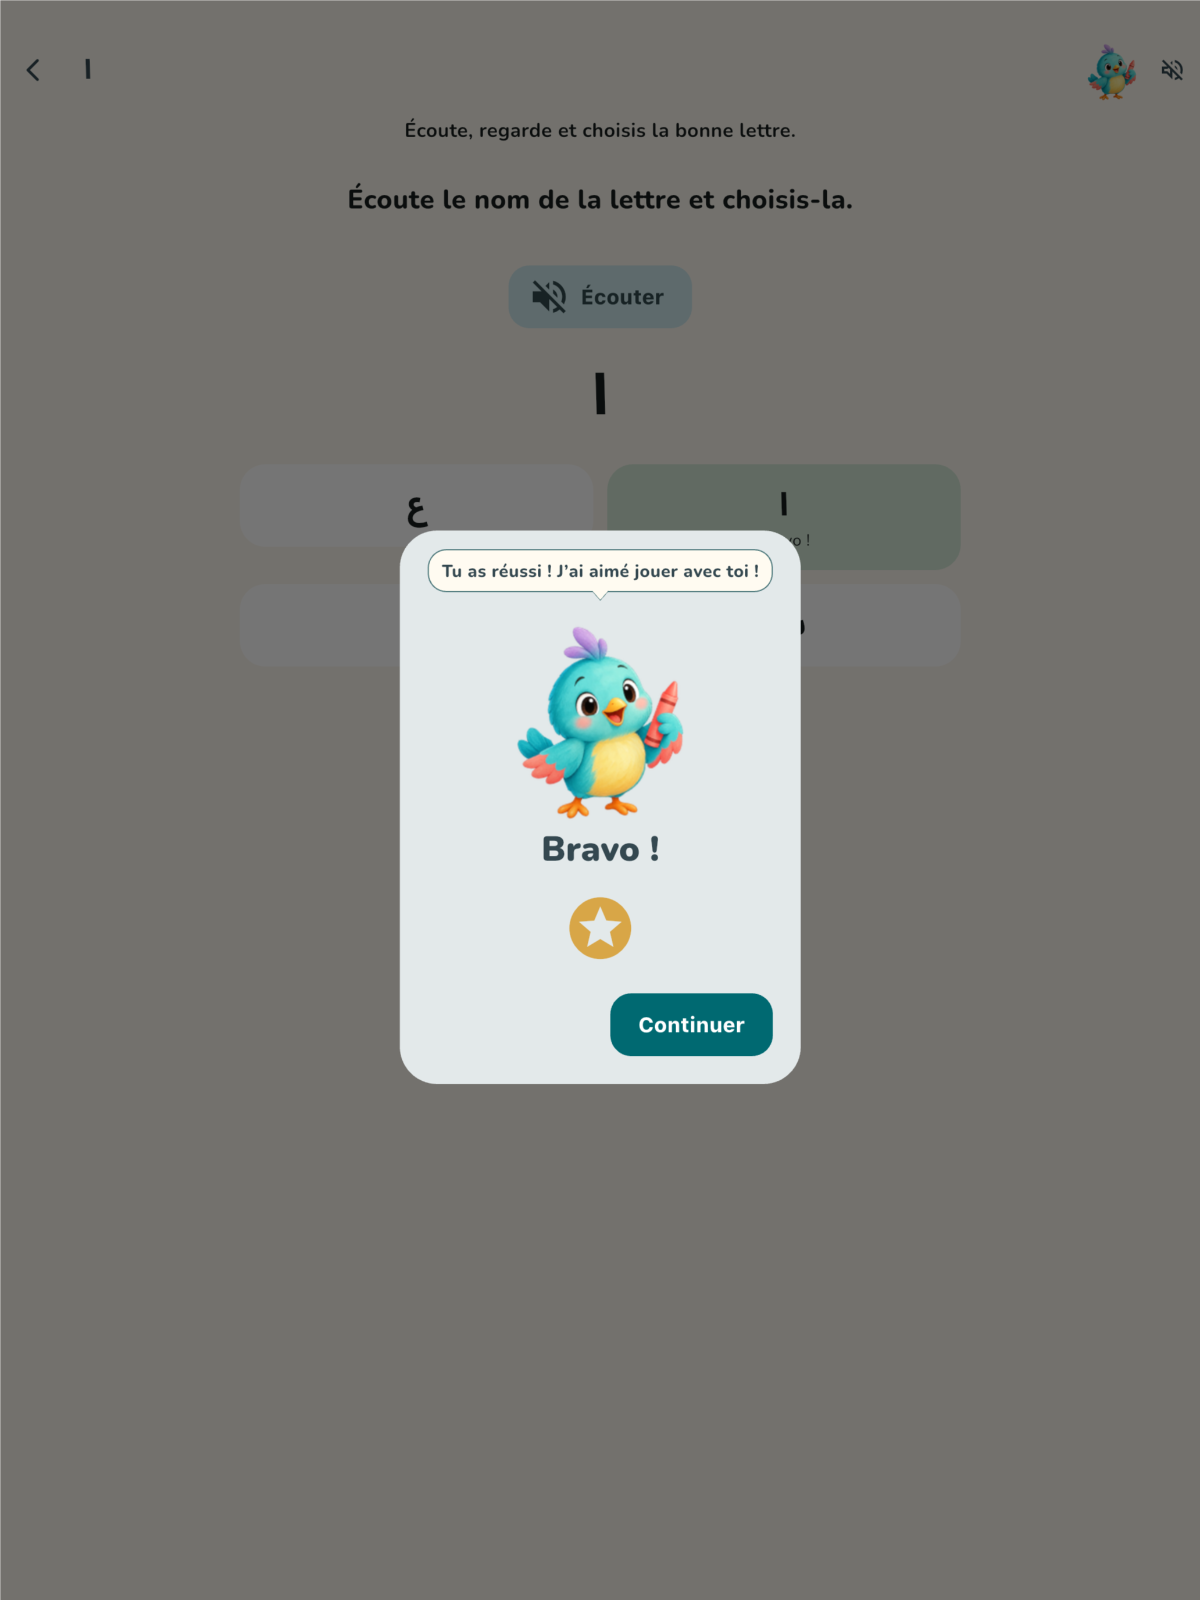 ا
Écoute, regarde et choisis la bonne lettre.
Écoute le nom de la lettre et choisis-la.
Écouter
ا
ع
ا
Tu as réussi ! J’ai aimé jouer avec toi !
Bravo !
Continuer